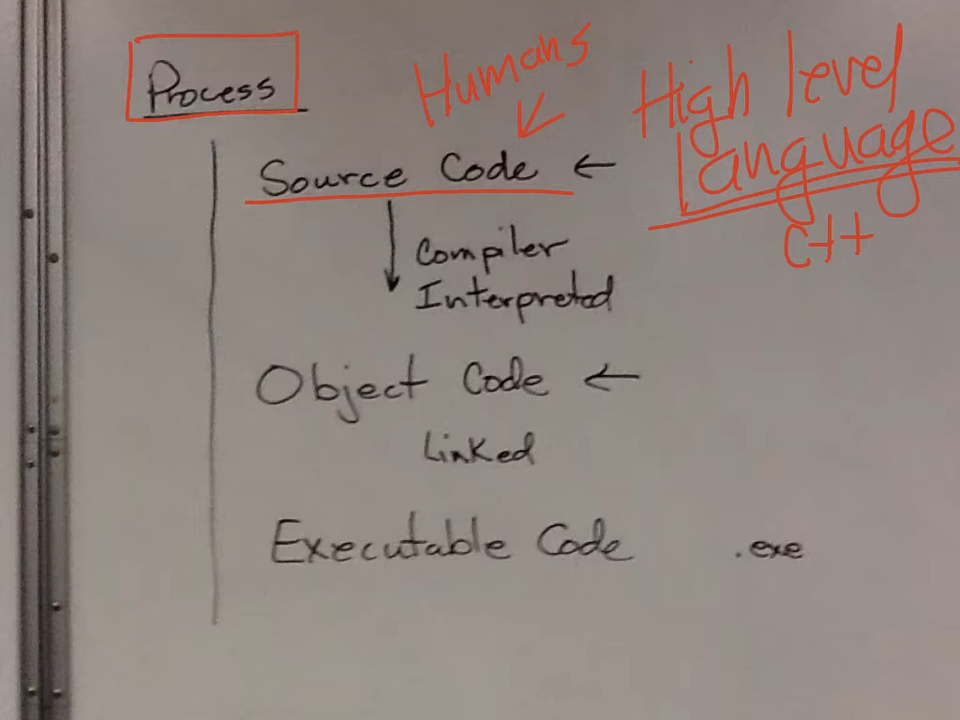 Process
Humans
High level
Language
C++
Source Code ←
Compiler
Interpreted
Object Code ←
Linked
Executable Code .exe